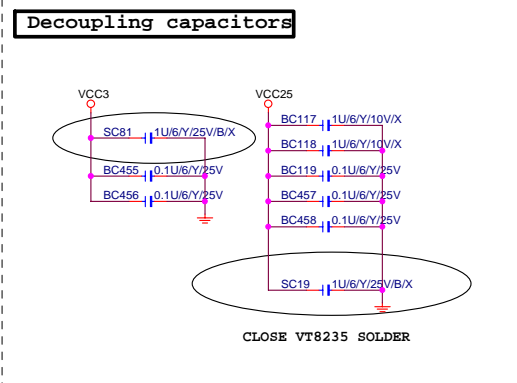 Decoupling capacitors
VCC3
SC81 1U/6/Y/25V/B/X
BC455 0.1U/6/Y/25V
BC456 0.1U/6/Y/25V
VCC25
BC117 1U/6/Y/10V/X
BC118 1U/6/Y/10V/X
BC119 0.1U/6/Y/25V
BC457 0.1U/6/Y/25V
BC458 0.1U/6/Y/25V
SC19 1U/6/Y/25V/B/X
CLOSE VT8235 SOLDER